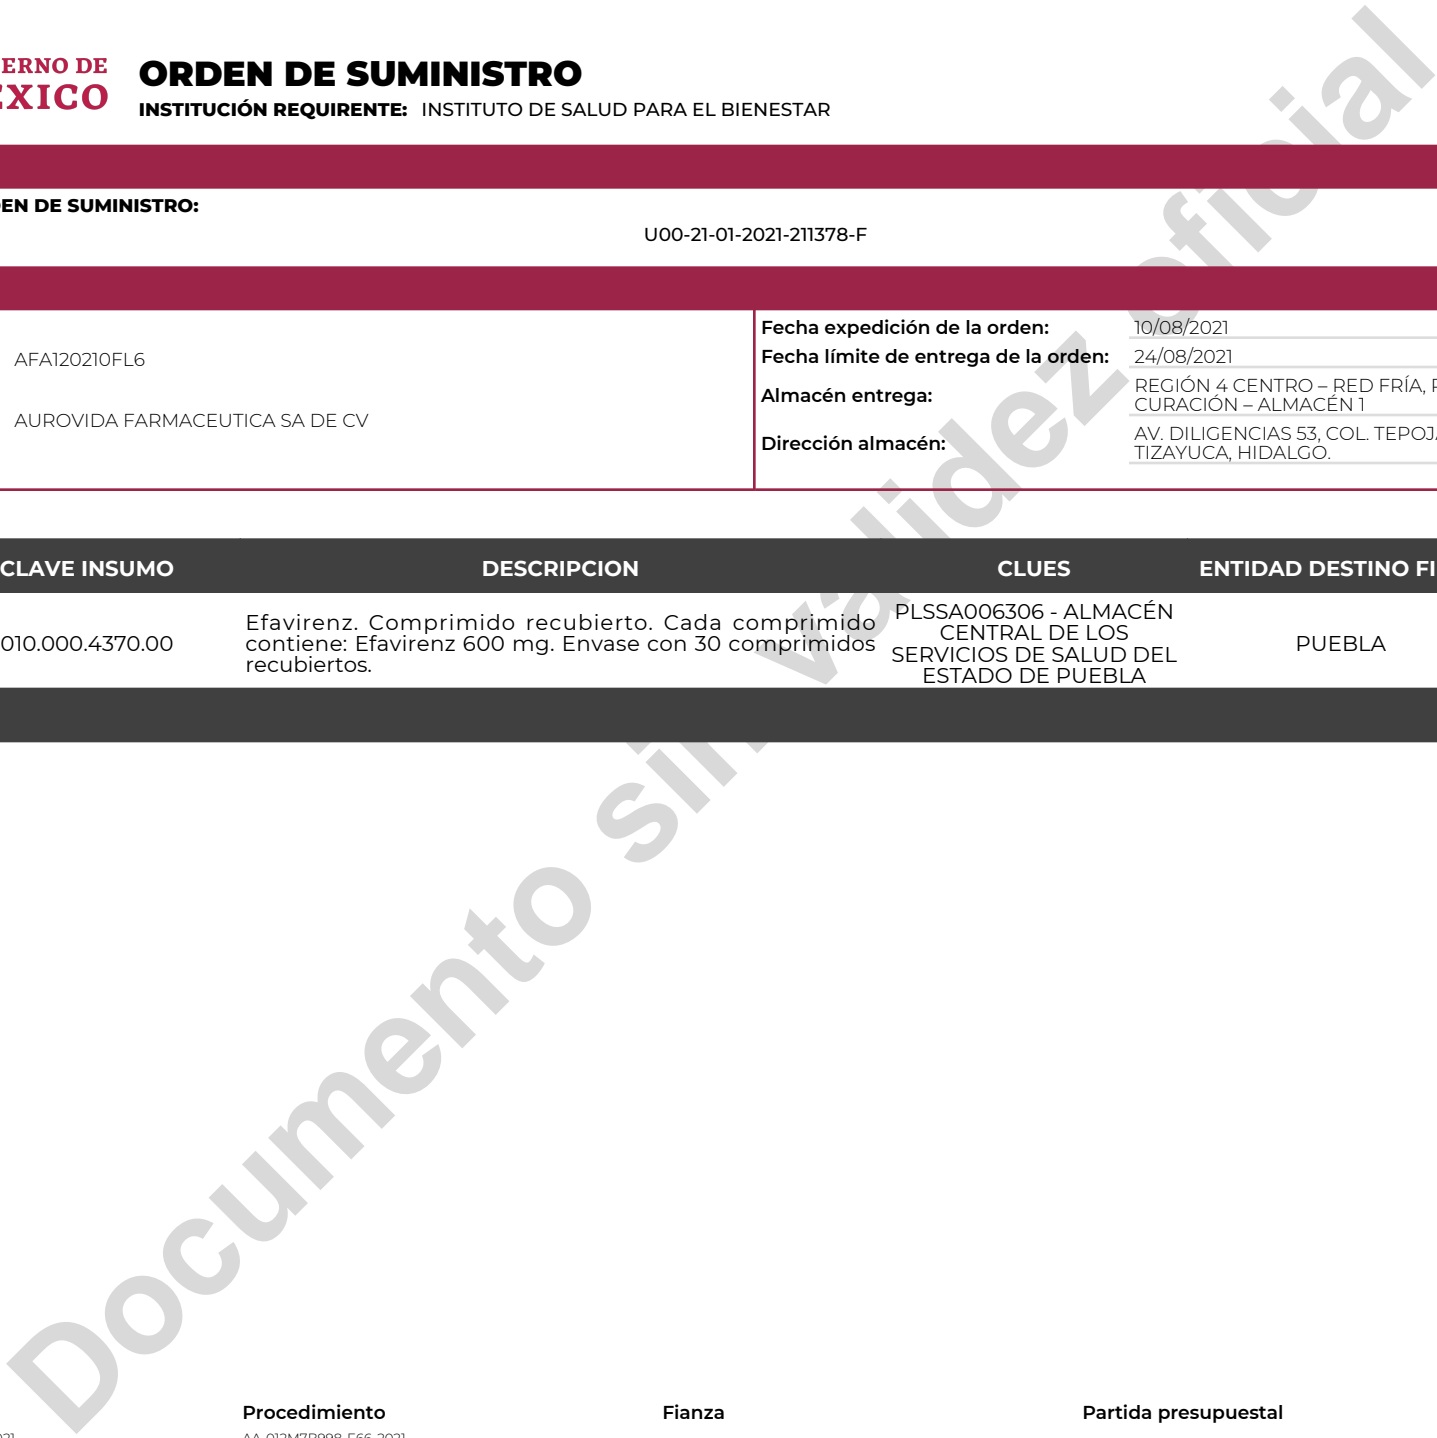 ERNO DE
ORDEN DE SUMINISTRO
INSTITUCIÓN REQUIRENTE: INSTITUTO DE SALUD PARA EL BIENESTAR
DE SUMINISTRO:
U00-21-01-2021-211378-F
AFA120210FL6
AUROVIDA FARMACEUTICA SA DE CV
Fecha expedición de la orden: 10/08/2021
Fecha límite de entrega de la orden: 24/08/2021
Almacén entrega:
REGIÓN 4 CENTRO – RED FRÍA,
CURACIÓN – ALMACÉN 1
Dirección almacén:
AV. DILIGENCIAS 53, COL.
TIZAYUCA, HIDALGO.
CLAVE INSUMO DESCRIPCION CLUES ENTIDAD DESTINO
010.000.4370.00
Efavirenz. Comprimido recubierto. Cada comprimido
contiene: Efavirenz 600 mg. Envase con 30 comprimidos
recubiertos.
PLSSA006306 - ALMACÉN
CENTRAL DE LOS
SERVICIOS DE SALUD DEL
ESTADO DE PUEBLA
PUEBLA
Documento sin validez oficial
Procedimiento Fianza Partida presupuestal